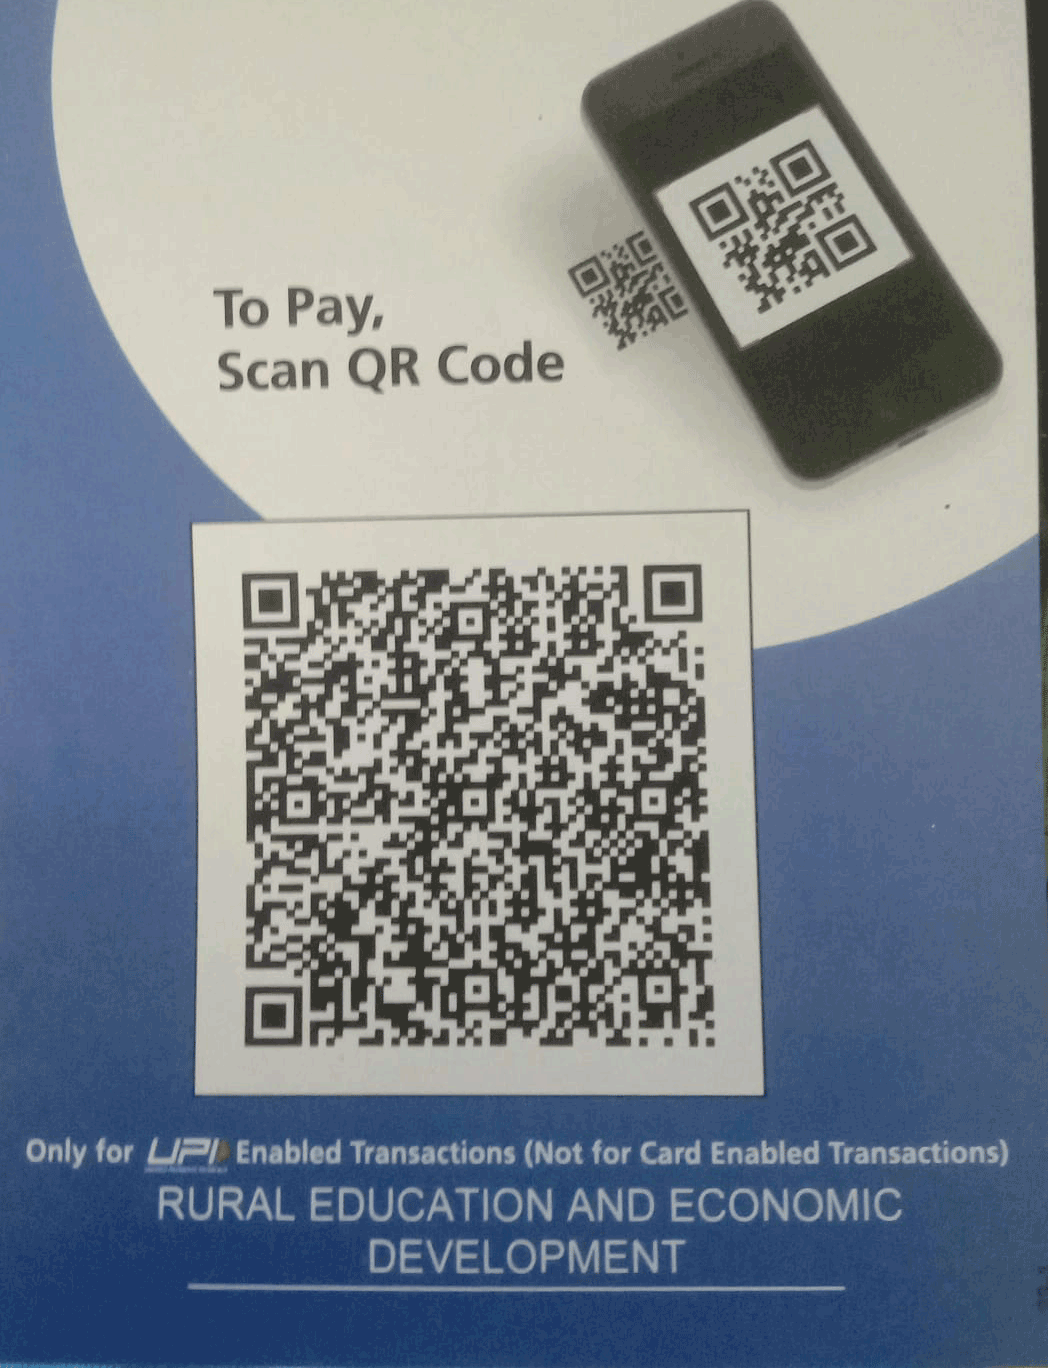 To Pay,
Scan QR Code
Only for UPI Enabled Transactions (Not for Card Enabled Transactions)
RURAL EDUCATION AND ECONOMIC
DEVELOPMENT